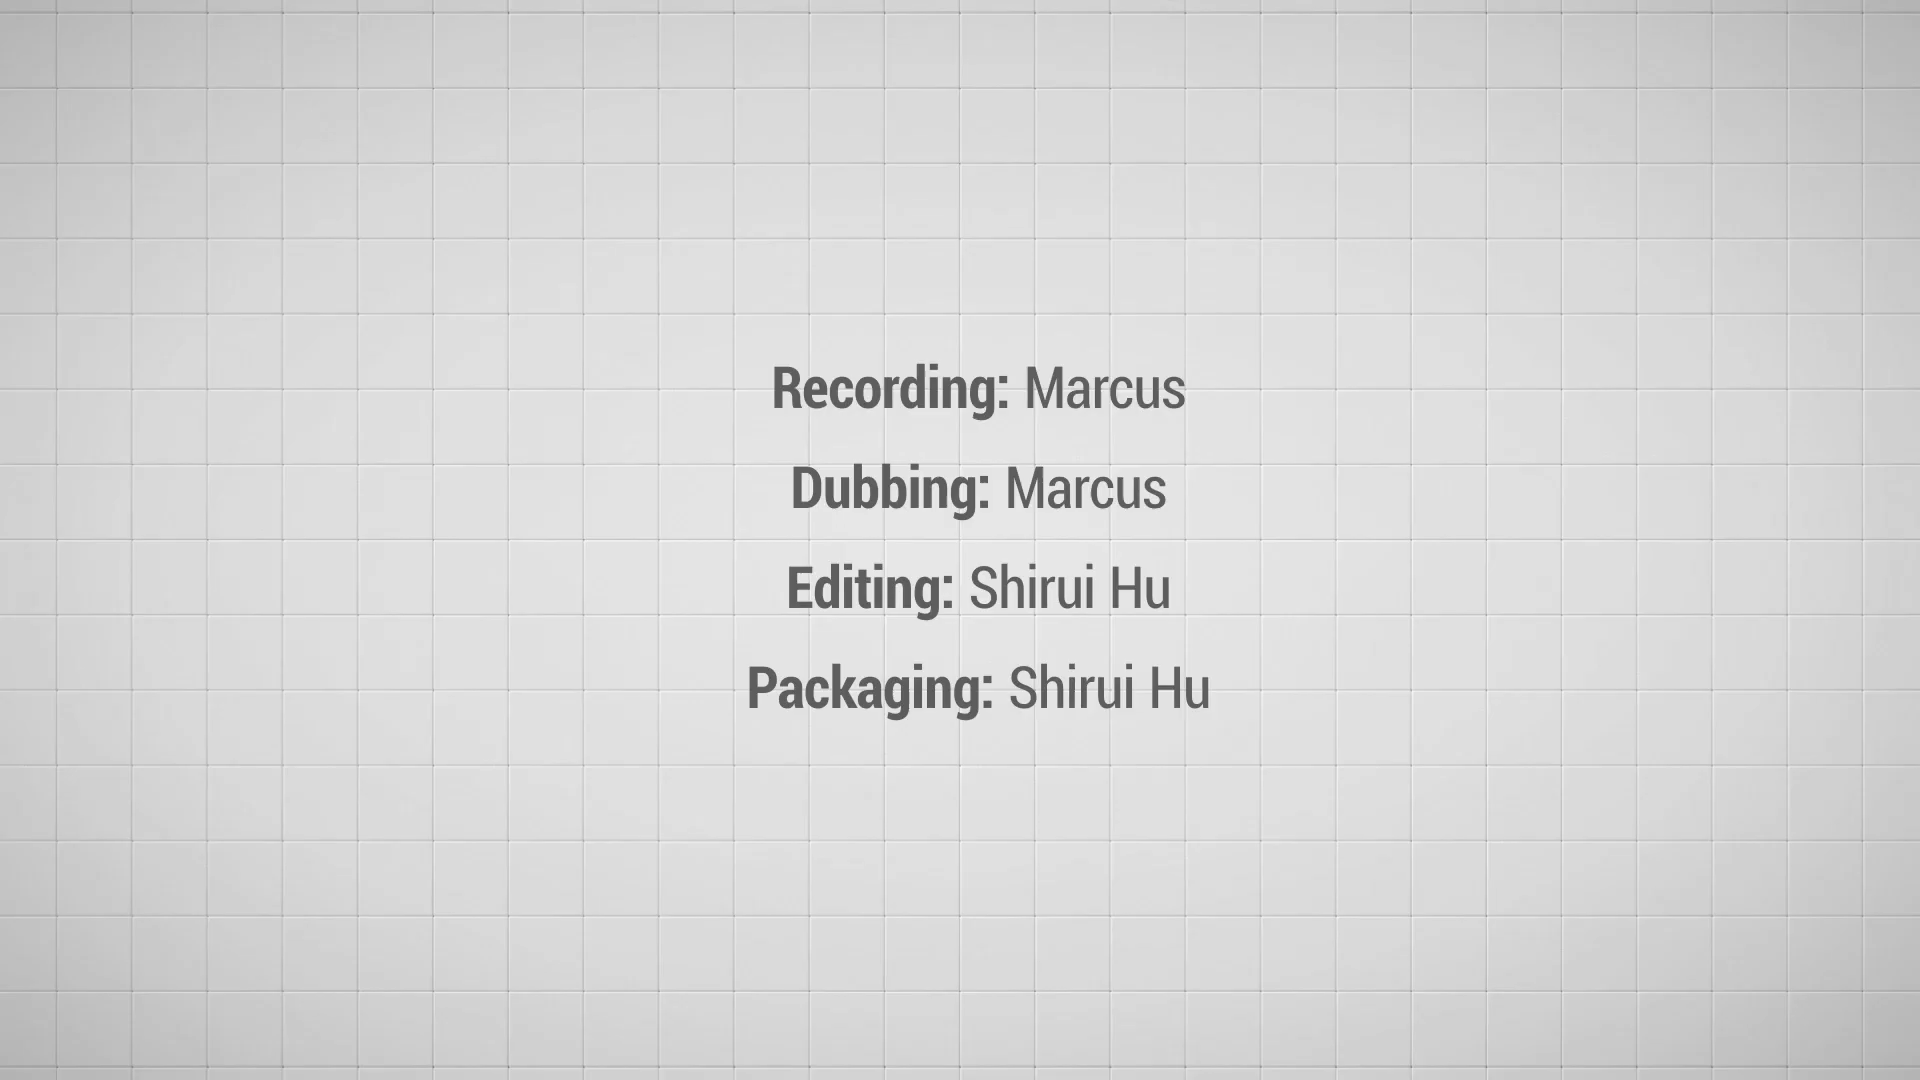 Recording: Marcus
Dubbing: Marcus
Editing: Shirui Hu
Packaging: Shirui Hu